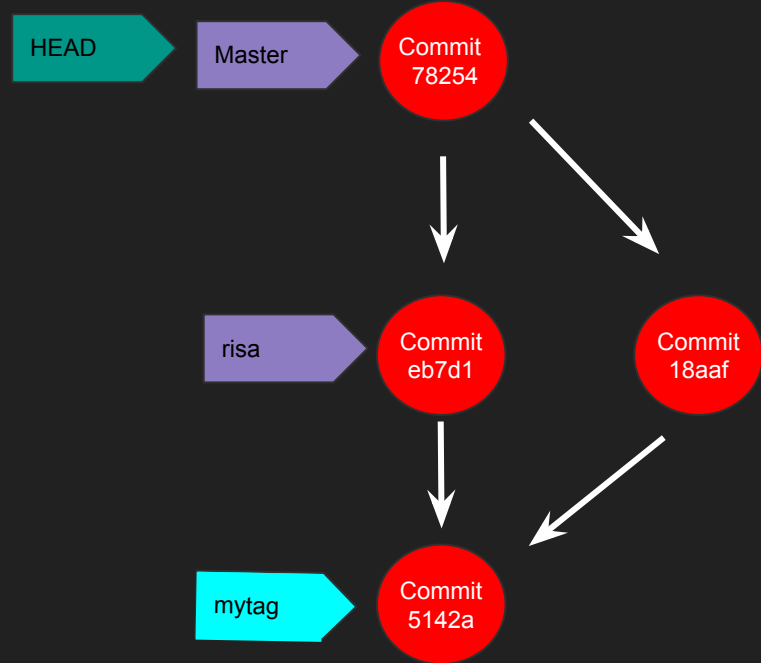 HEAD
Master
Commit
78254
risa
Commit
eb7d1
Commit
18aaf
mytag
Commit
5142a